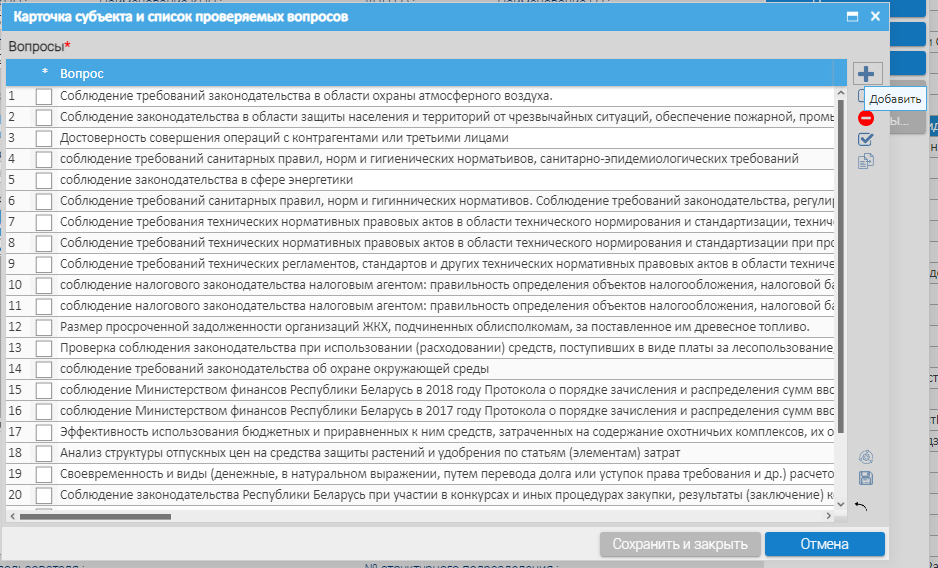 Карточка субъекта и список проверяемых вопросов
Вопросы*
* Вопрос
1 Соблюдение требований законодательства в области охраны атмосферного воздуха.
Добавить
2 Соблюдение законодательства в области защиты населения и территорий от чрезвычайных ситуаций, обеспечение пожарной,
3 Достоверность совершения операций с контрагентами или третьими лицами
4 соблюдение требований санитарных правил, норм и гигиенических норматьивов, санитарно-эпидемиологических требований
5 соблюдение законодательства в сфере энергетики
6 Соблюдение требований санитарных правил, норм и гигиннических нормативов. Соблюдение требований законодательства,
7 Соблюдение требования технических нормативных правовых актов в области технического нормирования и стандартизации,
8 Соблюдение требований технических нормативных правовых актов в области технического нормирования и стандартизации при
9 Соблюдение требований технических регламентов, стандартов и других технических нормативных правовых актов в области
10 соблюдение налогового законодательства налоговым агентом: правильность определения объектов налогообложения, налоговой
11 соблюдение налогового законодательства налоговым агентом: правильность определения объектов налогообложения, налоговой
12 Размер просроченной задолженности организаций ЖКХ, подчиненных облисполкомам, за поставленное им древесное топливо.
13 Проверка соблюдения законодательства при использовании (расходовании) средств, поступивших в виде платы за лесопользование,
14 соблюдение требований законодательства об охране окружающей среды
15 соблюдение Министерством финансов Республики Беларусь в 2018 году Протокола о порядке зачисления и распределения сумм
16 соблюдение Министерством финансов Республики Беларусь в 2017 году Протокола о порядке зачисления и распределения сумм
17 Эффективность использования бюджетных и приравненных к ним средств, затраченных на содержание охотничьих комплексов, их
18 Анализ структуры отпускных цен на средства защиты растений и удобрения по статьям (элементам) затрат
19 Своевременность и виды (денежные, в натуральном выражении, путем перевода долга или уступок права требования и др.)
20 Соблюдение законодательства Республики Беларусь при участии в конкурсах и иных процедурах закупки, результаты (заключение)
Сохранить и закрыть Отмена